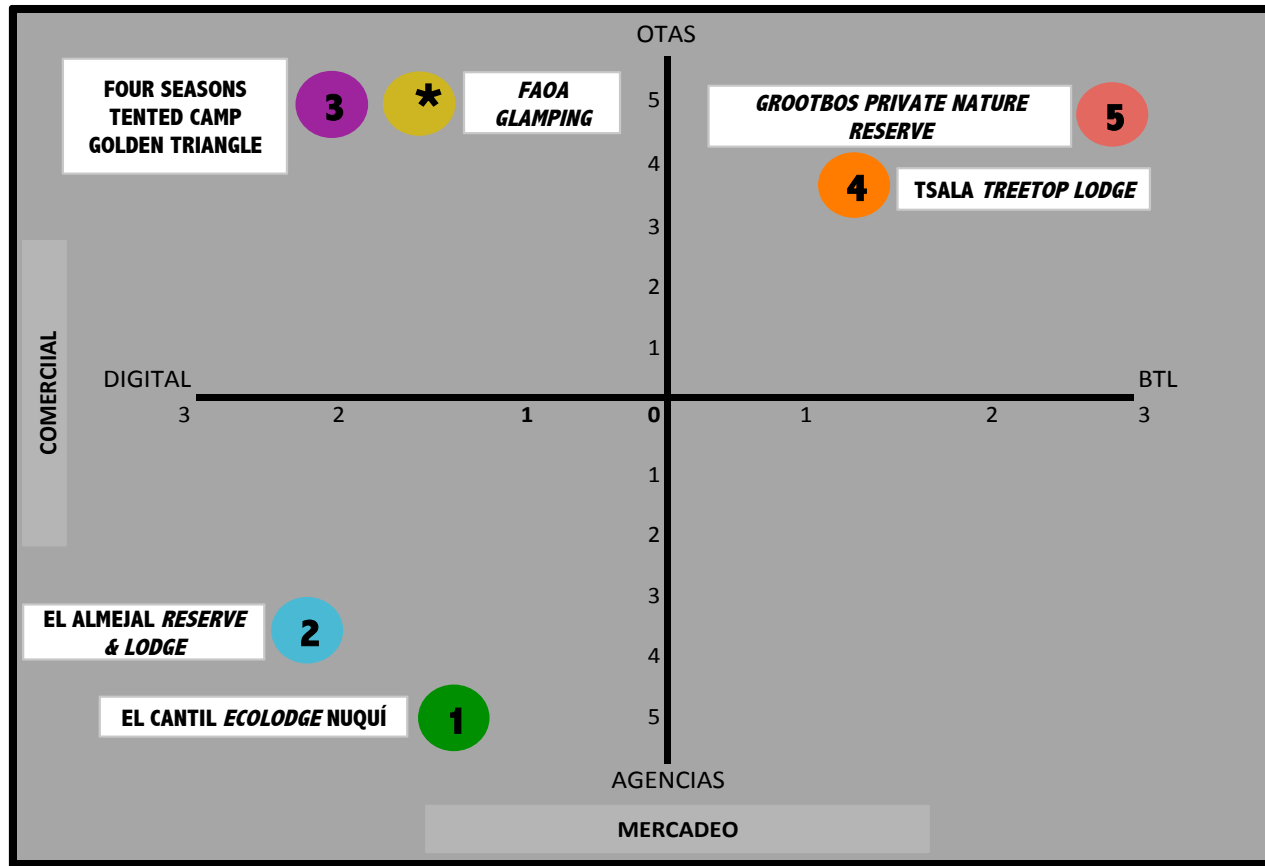 OTAS
FOUR SEASONS
TENTED CAMP
GOLDEN TRIANGLE
3
*
FAOA
GLAMPING
GROOTBOS PRIVATE NATURE
RESERVE
5
4
TSALA TREETOP LODGE
5
4
3
2
1
COMERCIIAL
DIGITAL
BTL
3
2
1
0
1
2
3
1
2
3
4
5
EL ALMEJAL RESERVE
& LODGE
2
EL CANTIL ECOLODGE NUQUÍ
1
AGENCIAS
MERCADEO